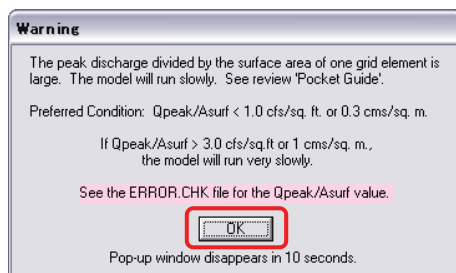 Warning
The peak discharge divided by the surface area of one grid element is
large. The model will run slowly. See review 'Pocket Guide'.
Preferred Condition: Qpeak/Asurf < 1.0 cfs/sq. ft. or 0.3 cms/sq. m.
If Qpeak/Asurf > 3.0 cfs/sq.ft or 1 cms/sq. m.,
the model will run very slowly.
See the ERROR.CHK file for the Qpeak/Asurf value.
OK
Pop-up window disappears in 10 seconds.